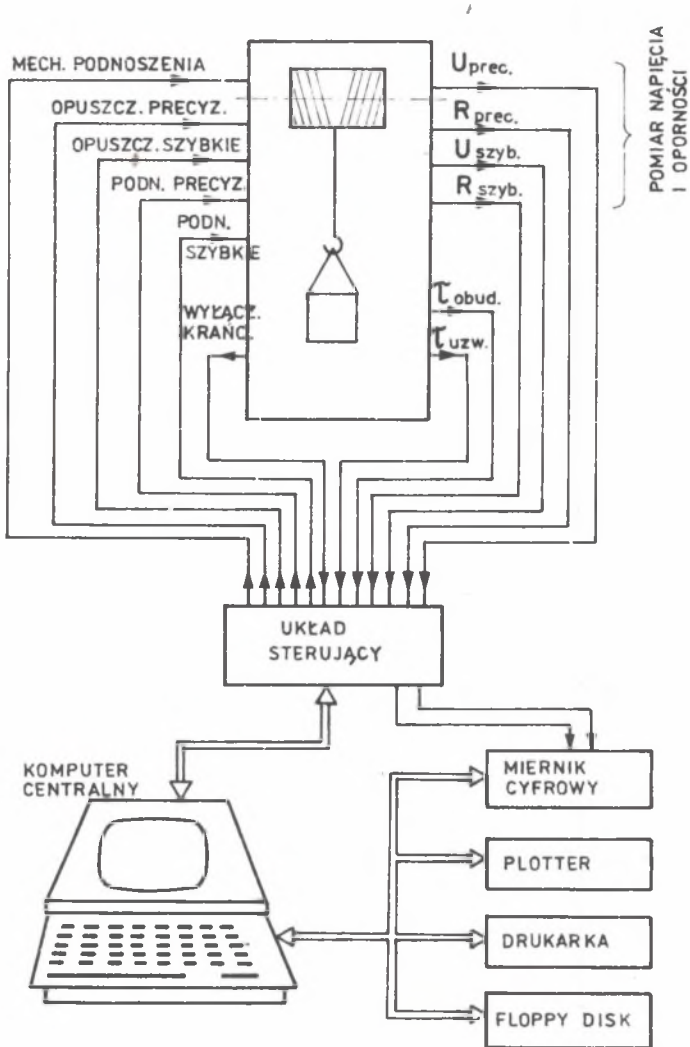 MECH. PODNOSZENIA
OPUSZCZ. PRECYZ.
OPUSZCZ. SZYBKIE
PODN. PRECYZ.
PODN.
SZYBKIE
WYŁĄCZ.
KRAŃC.
Uprec.
Rprec.
Uszyb.
Rszyb.
τobud.
τuzw.
POMIAR NAPIĘCIA
I OPORNOŚCI
UKŁAD
STERUJĄCY
KOMPUTER
CENTRALNY
MIERNIK
CYFROWY
PLOTTER
DRUKARKA
FLOPPY DISK